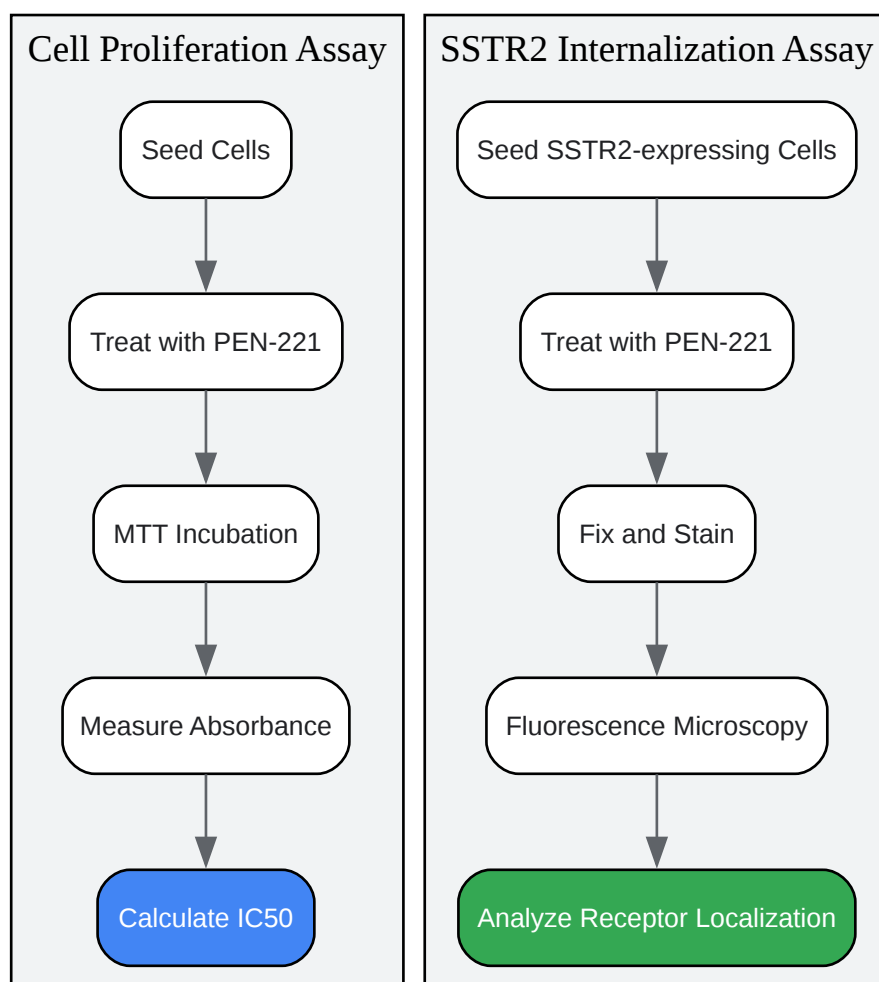 Cell Proliferation Assay
Seed Cells
Treat with PEN-221
MTT Incubation
Measure Absorbance
Calculate IC50
SSTR2 Internalization Assay
Seed SSTR2-expressing Cells
Treat with PEN-221
Fix and Stain
Fluorescence Microscopy
Analyze Receptor Localization